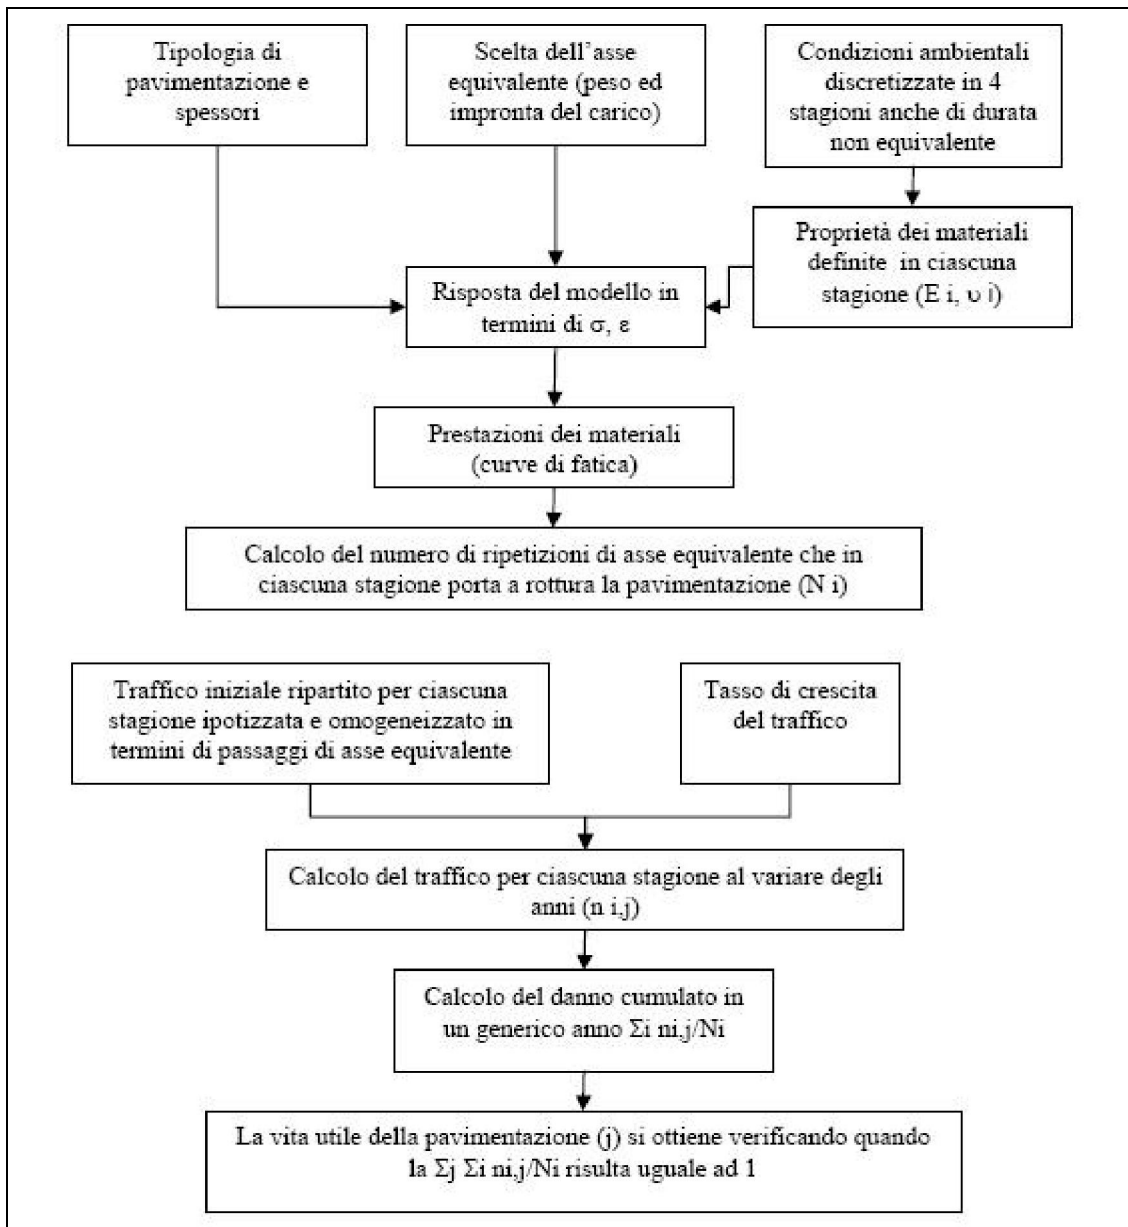 Tipologia di
pavimentazione e
spessori
Scelta dell'asse
equivalente (peso ed
impronta del carico)
Condizioni ambientali
discretizzate in 4
stagioni anche di durata
non equivalente
Proprietà dei materiali
definite in ciascuna
stagione (E i, υ i)
Risposta del modello in
termini di σ, ε
Prestazioni dei materiali
(curve di fatica)
Calcolo del numero di ripetizioni di asse equivalente che in
ciascuna stagione porta a rottura la pavimentazione (N i)
Traffico iniziale ripartito per ciascuna
stagione ipotizzata e omogeneizzato in
termini di passaggi di asse equivalente
Tasso di crescita
del traffico
Calcolo del traffico per ciascuna stagione al variare degli
anni (n i,j)
Calcolo del danno cumulato in
un generico anno Σi ni,j/Ni
La vita utile della pavimentazione (j) si ottiene verificando quando
la Σj Σi ni,j/Ni risulta uguale ad 1